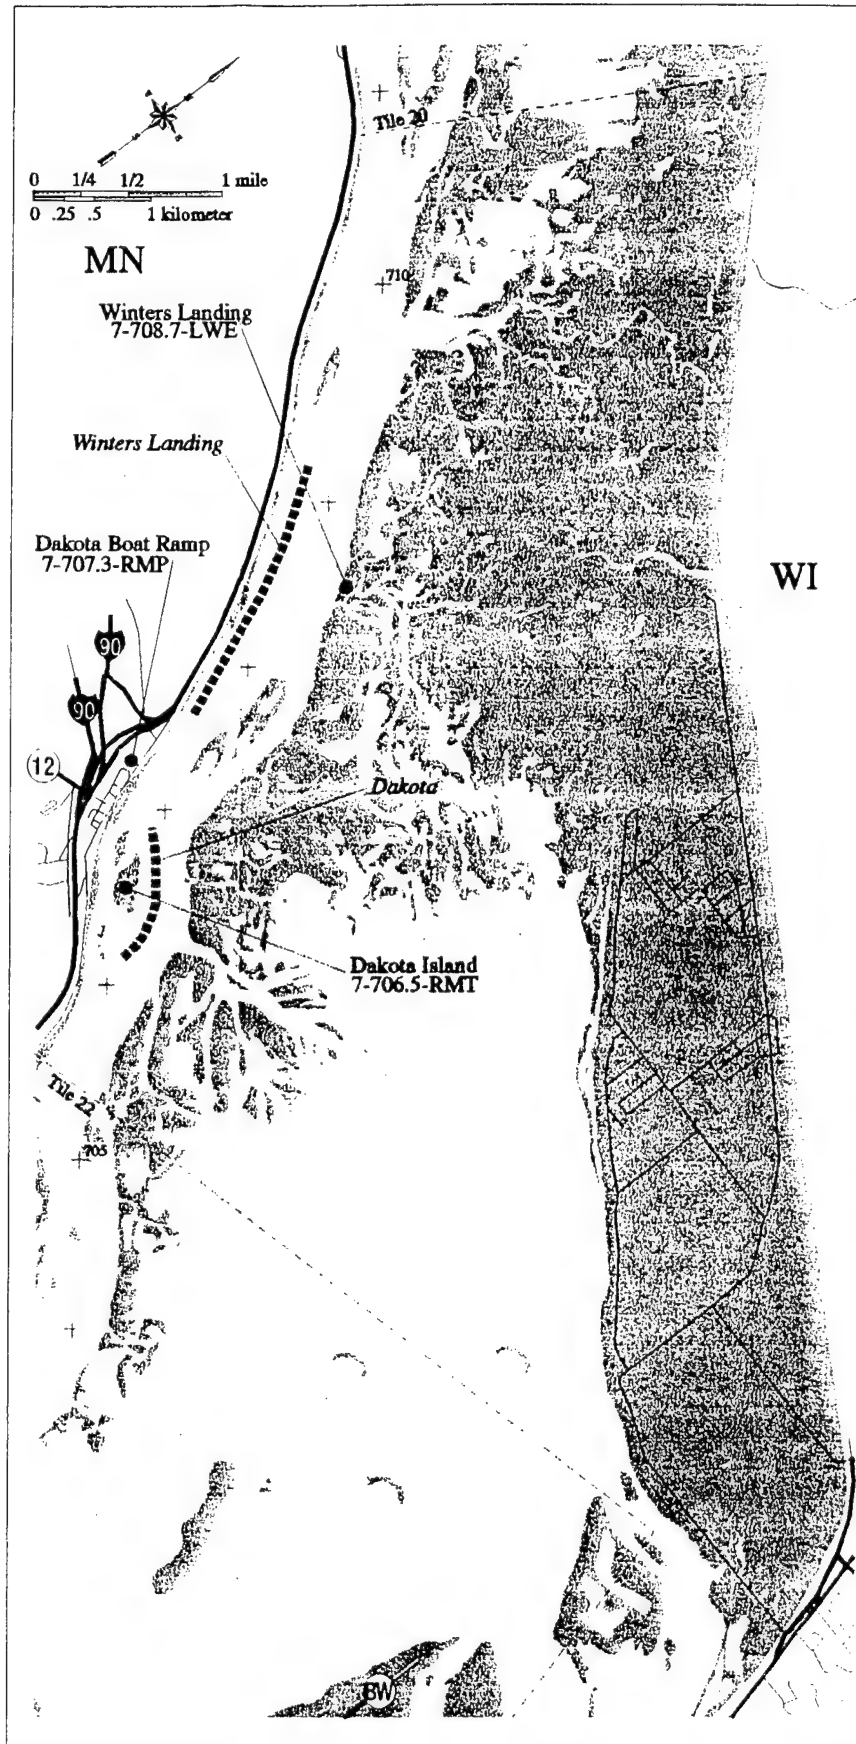 Tile 20
0 1/4 1/2 1 mile
0 .25 .5 1 kilometer
MN
710
Winters Landing
7-708.7-LWE
Winters Landing
Dakota Boat Ramp
7-707.3-RMP
WI
90
90
12
Dakota
Dakota Island
7-706.5-RMT
Tile 22
705
BW